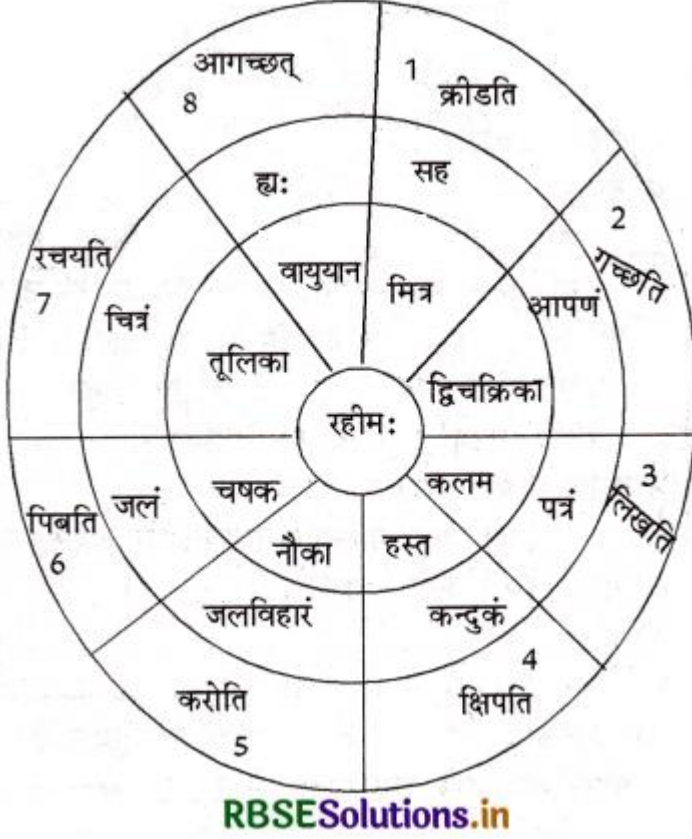 आगच्छत्
8
1
क्रीडति
ह्यः
सह
2
गच्छति
वायुयान
मित्र
रचयति
7
चित्रं
आपणं
तूलिका
द्विचक्रिका
रहीमः
चषक
कलम
3
लिखति
पिबति
6
जलं
पत्रं
नौका
हस्त
जलविहारं
कन्दुकं
4
करोति
5
क्षिपति
RBSESolutions.in